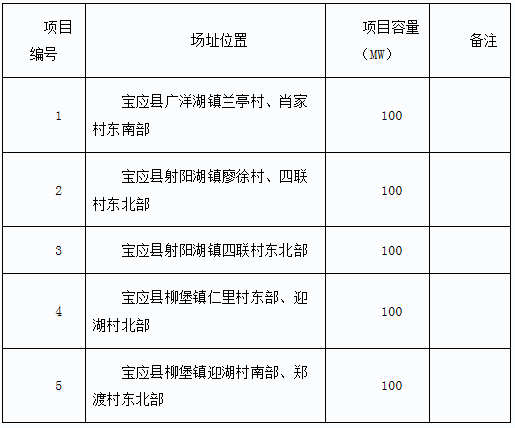 项目
编号
场址位置
项目容量
（MW）
备注
1
宝应县广洋湖镇兰亭村、肖家
村东南部
100
2
宝应县射阳湖镇廖徐村、四联
村东北部
100
3
宝应县射阳湖镇四联村东北部
100
4
宝应县柳堡镇仁里村东部、迎
湖村北部
100
5
宝应县柳堡镇迎湖村南部、郑
渡村东北部
100